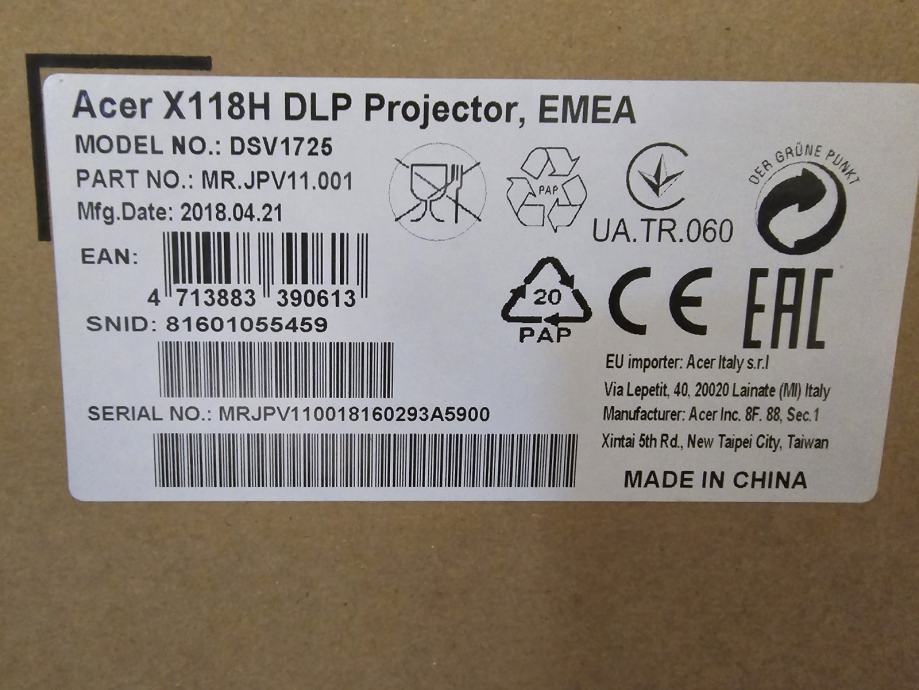 Acer X118H DLP Projector, EMEA
MODEL NO.: DSV1725
PART NO.: MR.JPV11.001
Mfg.Date: 2018.04.21
EAN:
4 713883 390613
SNID: 81601055459
SERIAL NO.: MRJPV110018160293A5900
PAP
UA.TR.060
DER GRÜNE PUNKT
20
PAP
CE
EAC
EU importer: Acer Italy s.r.l
Via Lepetit, 40, 20020 Lainate (MI) Italy
Manufacturer: Acer Inc. 8F. 88, Sec.1
Xintai 5th Rd., New Taipei City, Taiwan
MADE IN CHINA